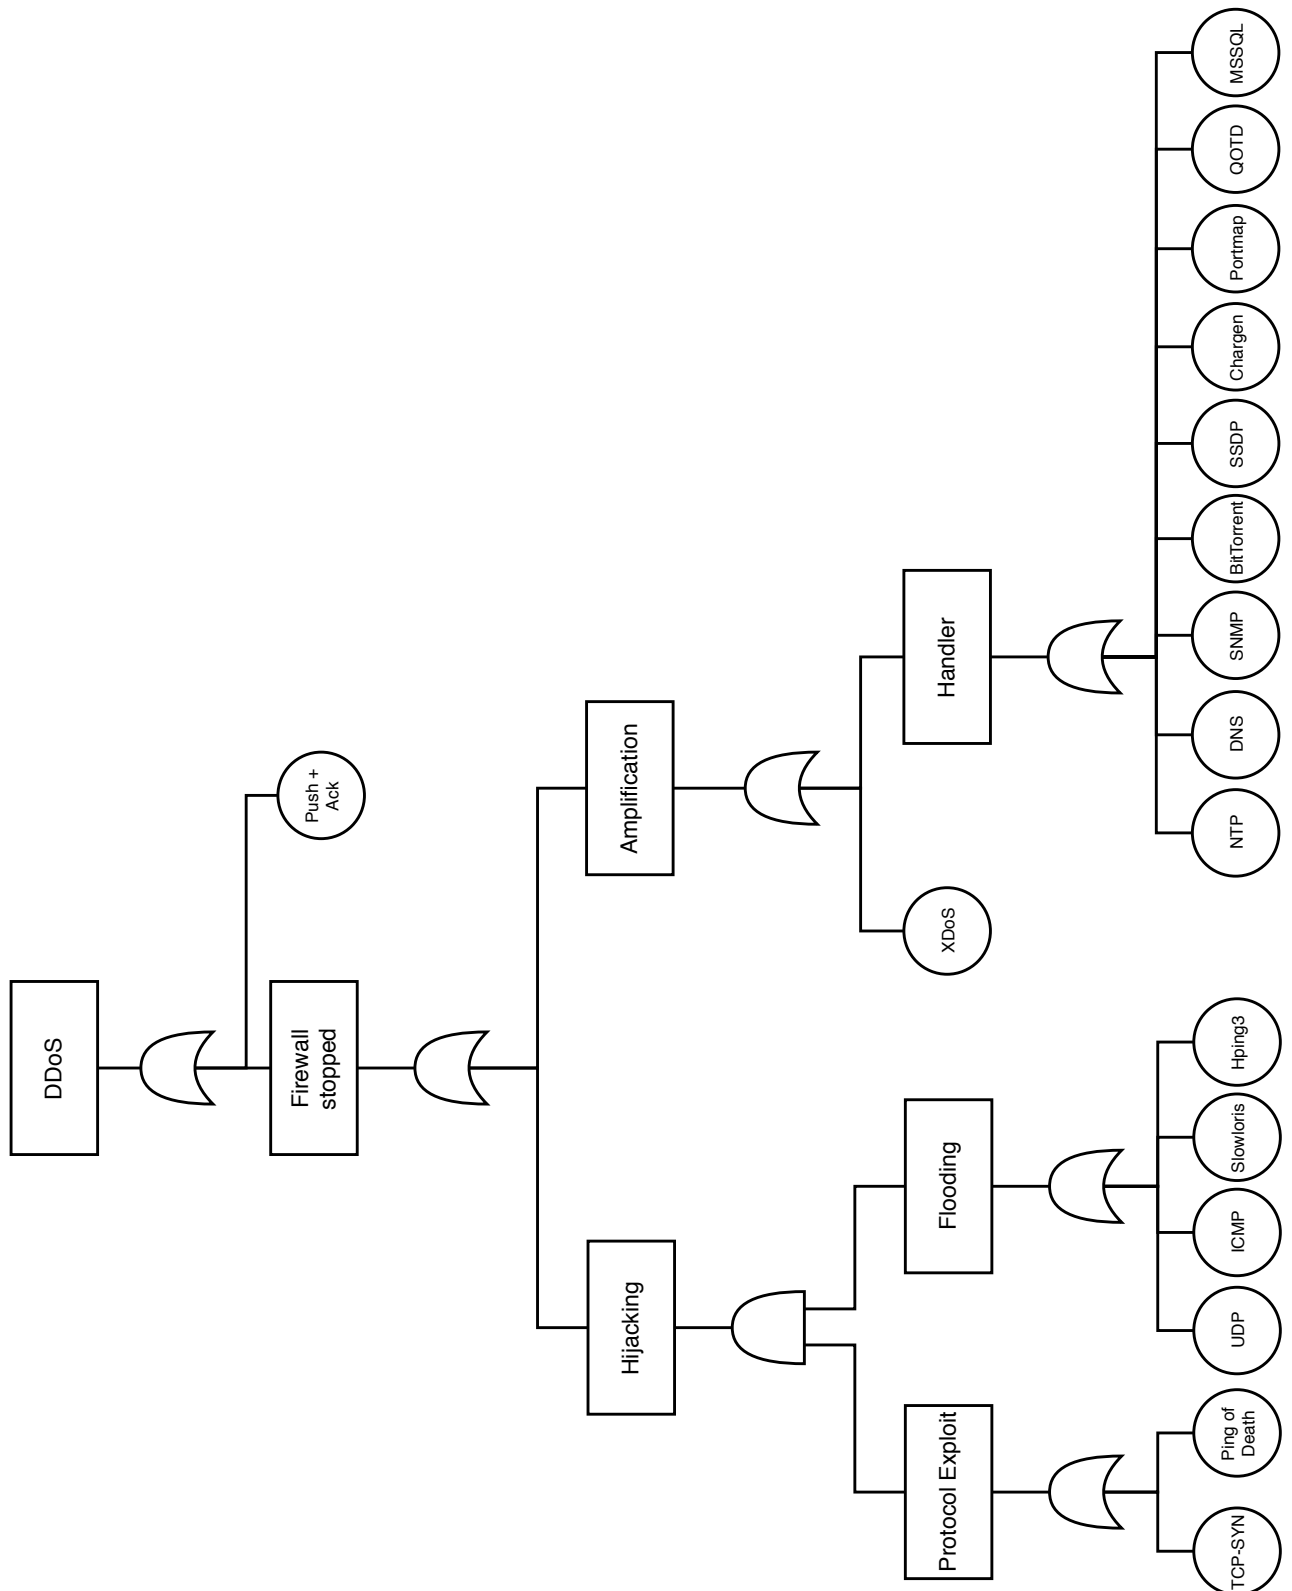 DDoS
Firewall
stopped
Push +
Ack
Hijacking
Amplification
Protocol Exploit
Flooding
XDoS
Handler
TCP-SYN
Ping of
Death
UDP
ICMP
Slowloris
Hping3
NTP
DNS
SNMP
BitTorrent
SSDP
Chargen
Portmap
QOTD
MSSQL